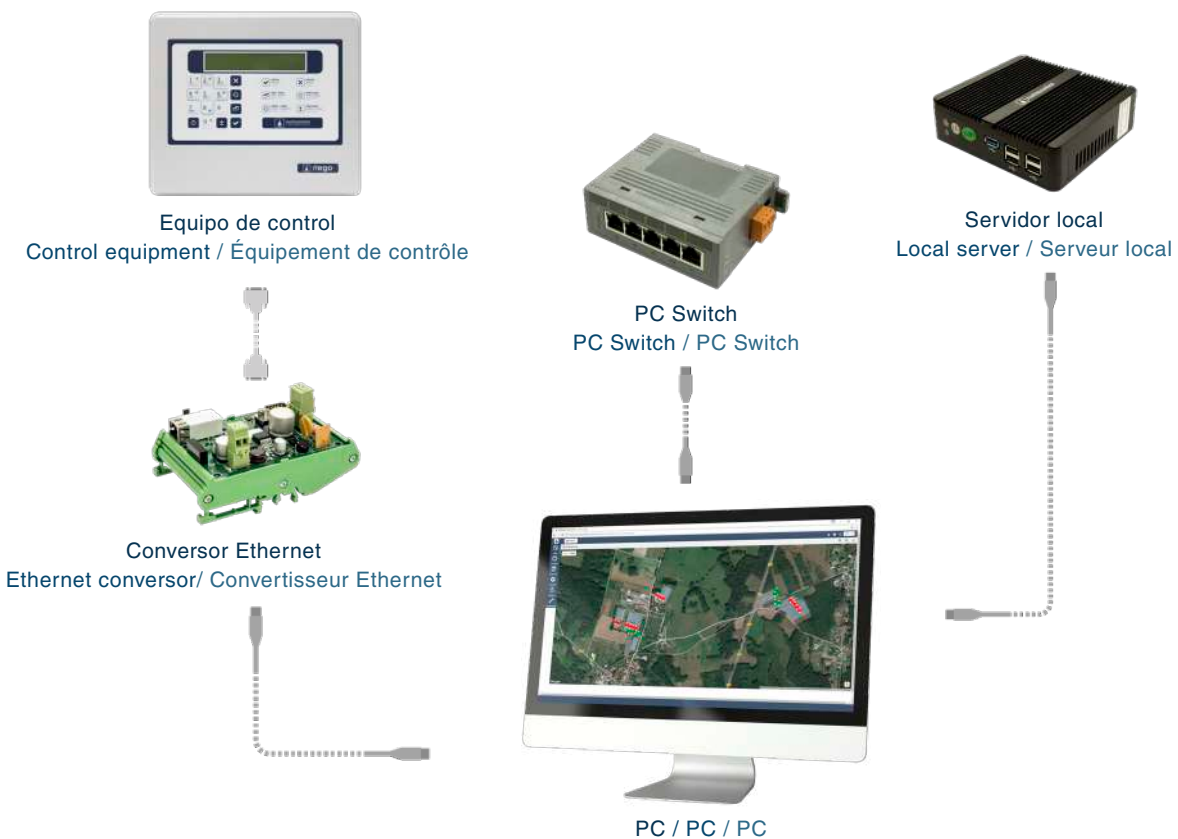 rego
Equipo de control
Control equipment / Équipement de contrôle
PC Switch
PC Switch / PC Switch
Servidor local
Local server / Serveur local
Conversor Ethernet
Ethernet conversor/ Convertisseur Ethernet
PC / PC / PC